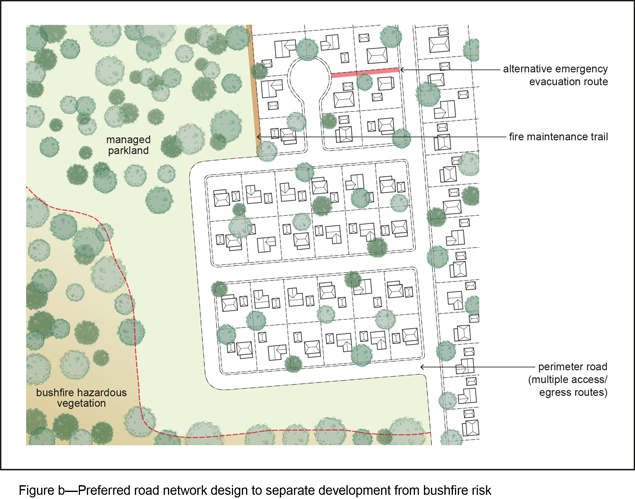 alternative emergency
evacuation route
managed
parkland
fire maintenance trail
bushfire hazardous
vegetation
perimeter road
(multiple access/
egress routes)
Figure b—Preferred road network design to separate development from bushfire risk